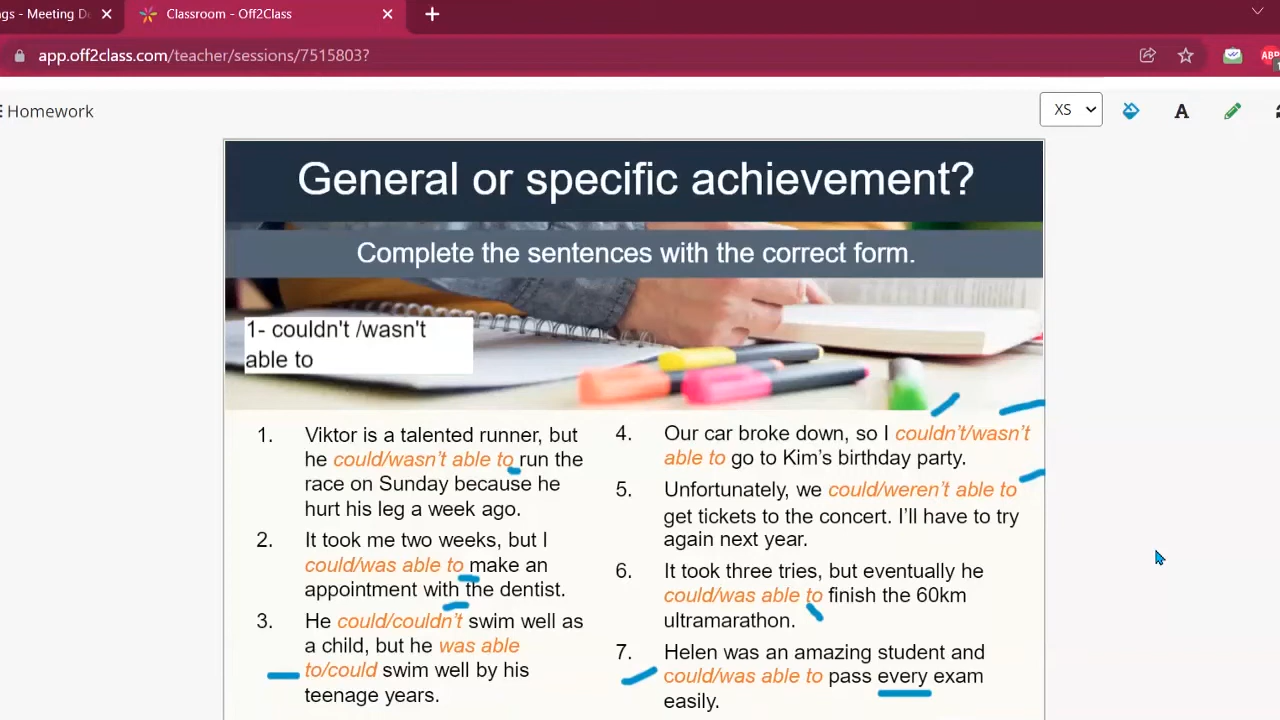 gs - Meeting D
Classroom - Off2Class
app.off2class.com/teacher/sessions/7515803?
ABP
Homework
XS
A
General or specific achievement?
Complete the sentences with the correct form.
1- couldn't /wasn't
able to
1. Viktor is a talented runner, but
he could/wasn't able to run the
race on Sunday because he
hurt his leg a week ago.
2. It took me two weeks, but I
could/was able to make an
appointment with the dentist.
3. He could/couldn't swim well as
a child, but he was able
to/could swim well by his
teenage years.
4. Our car broke down, so I couldn't/wasn't
able to go to Kim's birthday party.
5. Unfortunately, we could/weren't able to
get tickets to the concert. I'll have to try
again next year.
6. It took three tries, but eventually he
could/was able to finish the 60km
ultramarathon.
7. Helen was an amazing student and
could/was able to pass every exam
easily.